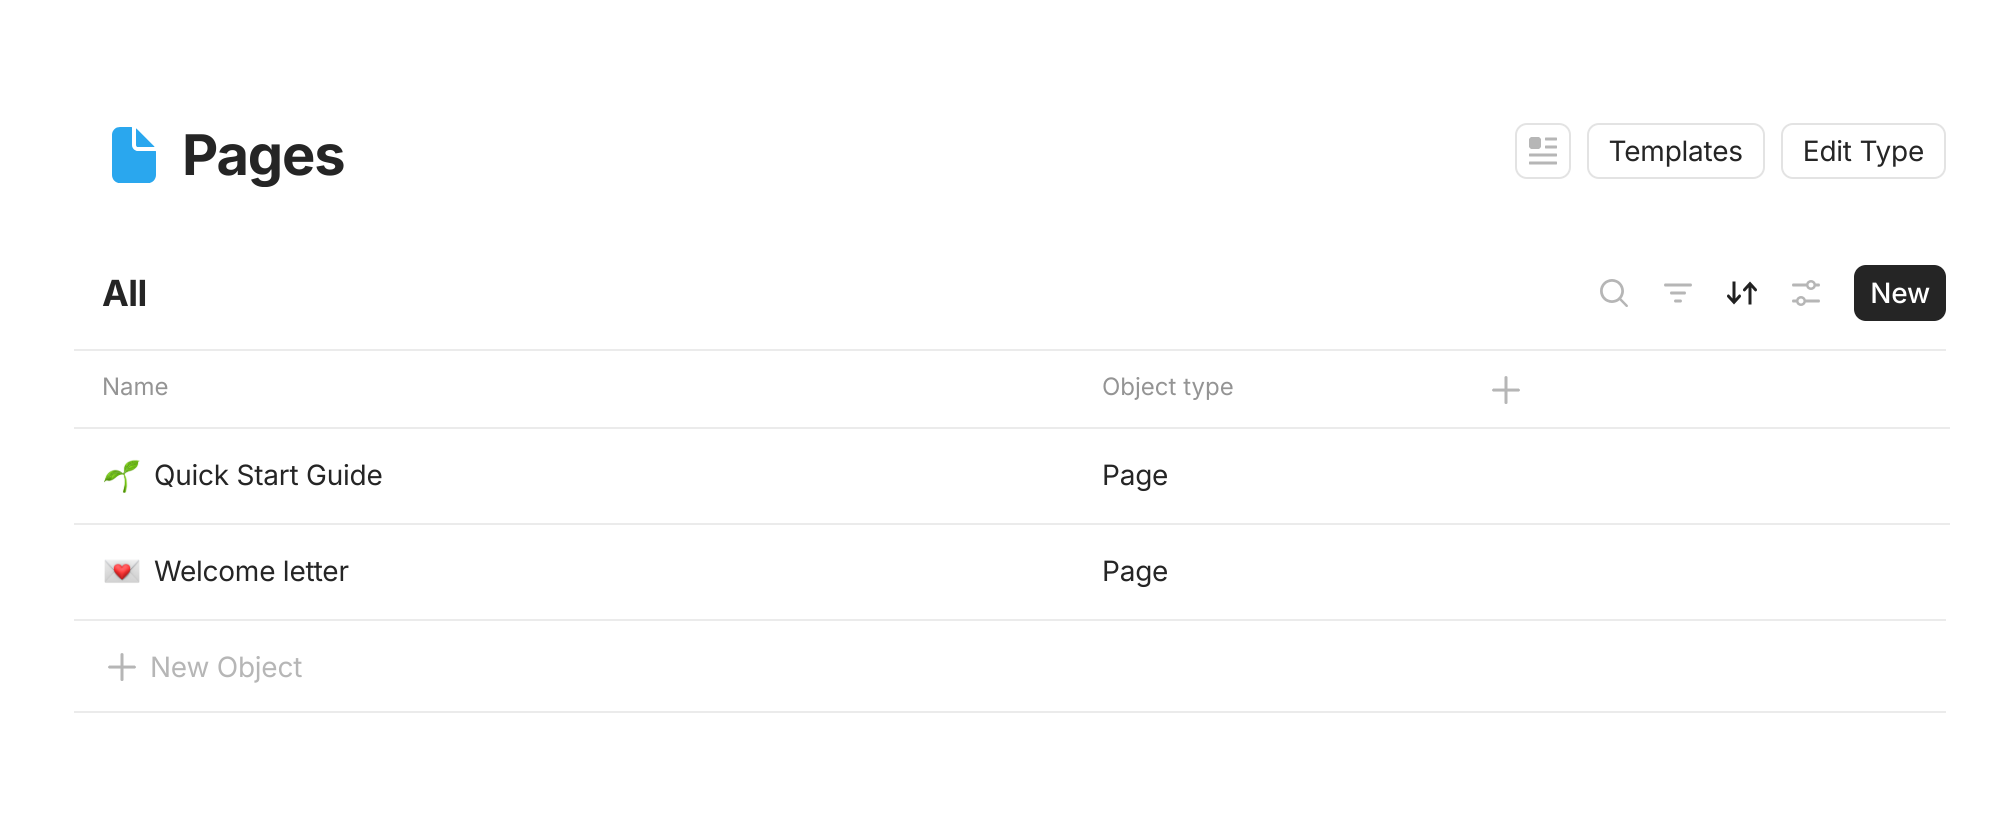 Pages
Templates
Edit Type
All
New
Name
Object type
Quick Start Guide
Page
Welcome letter
Page
New Object